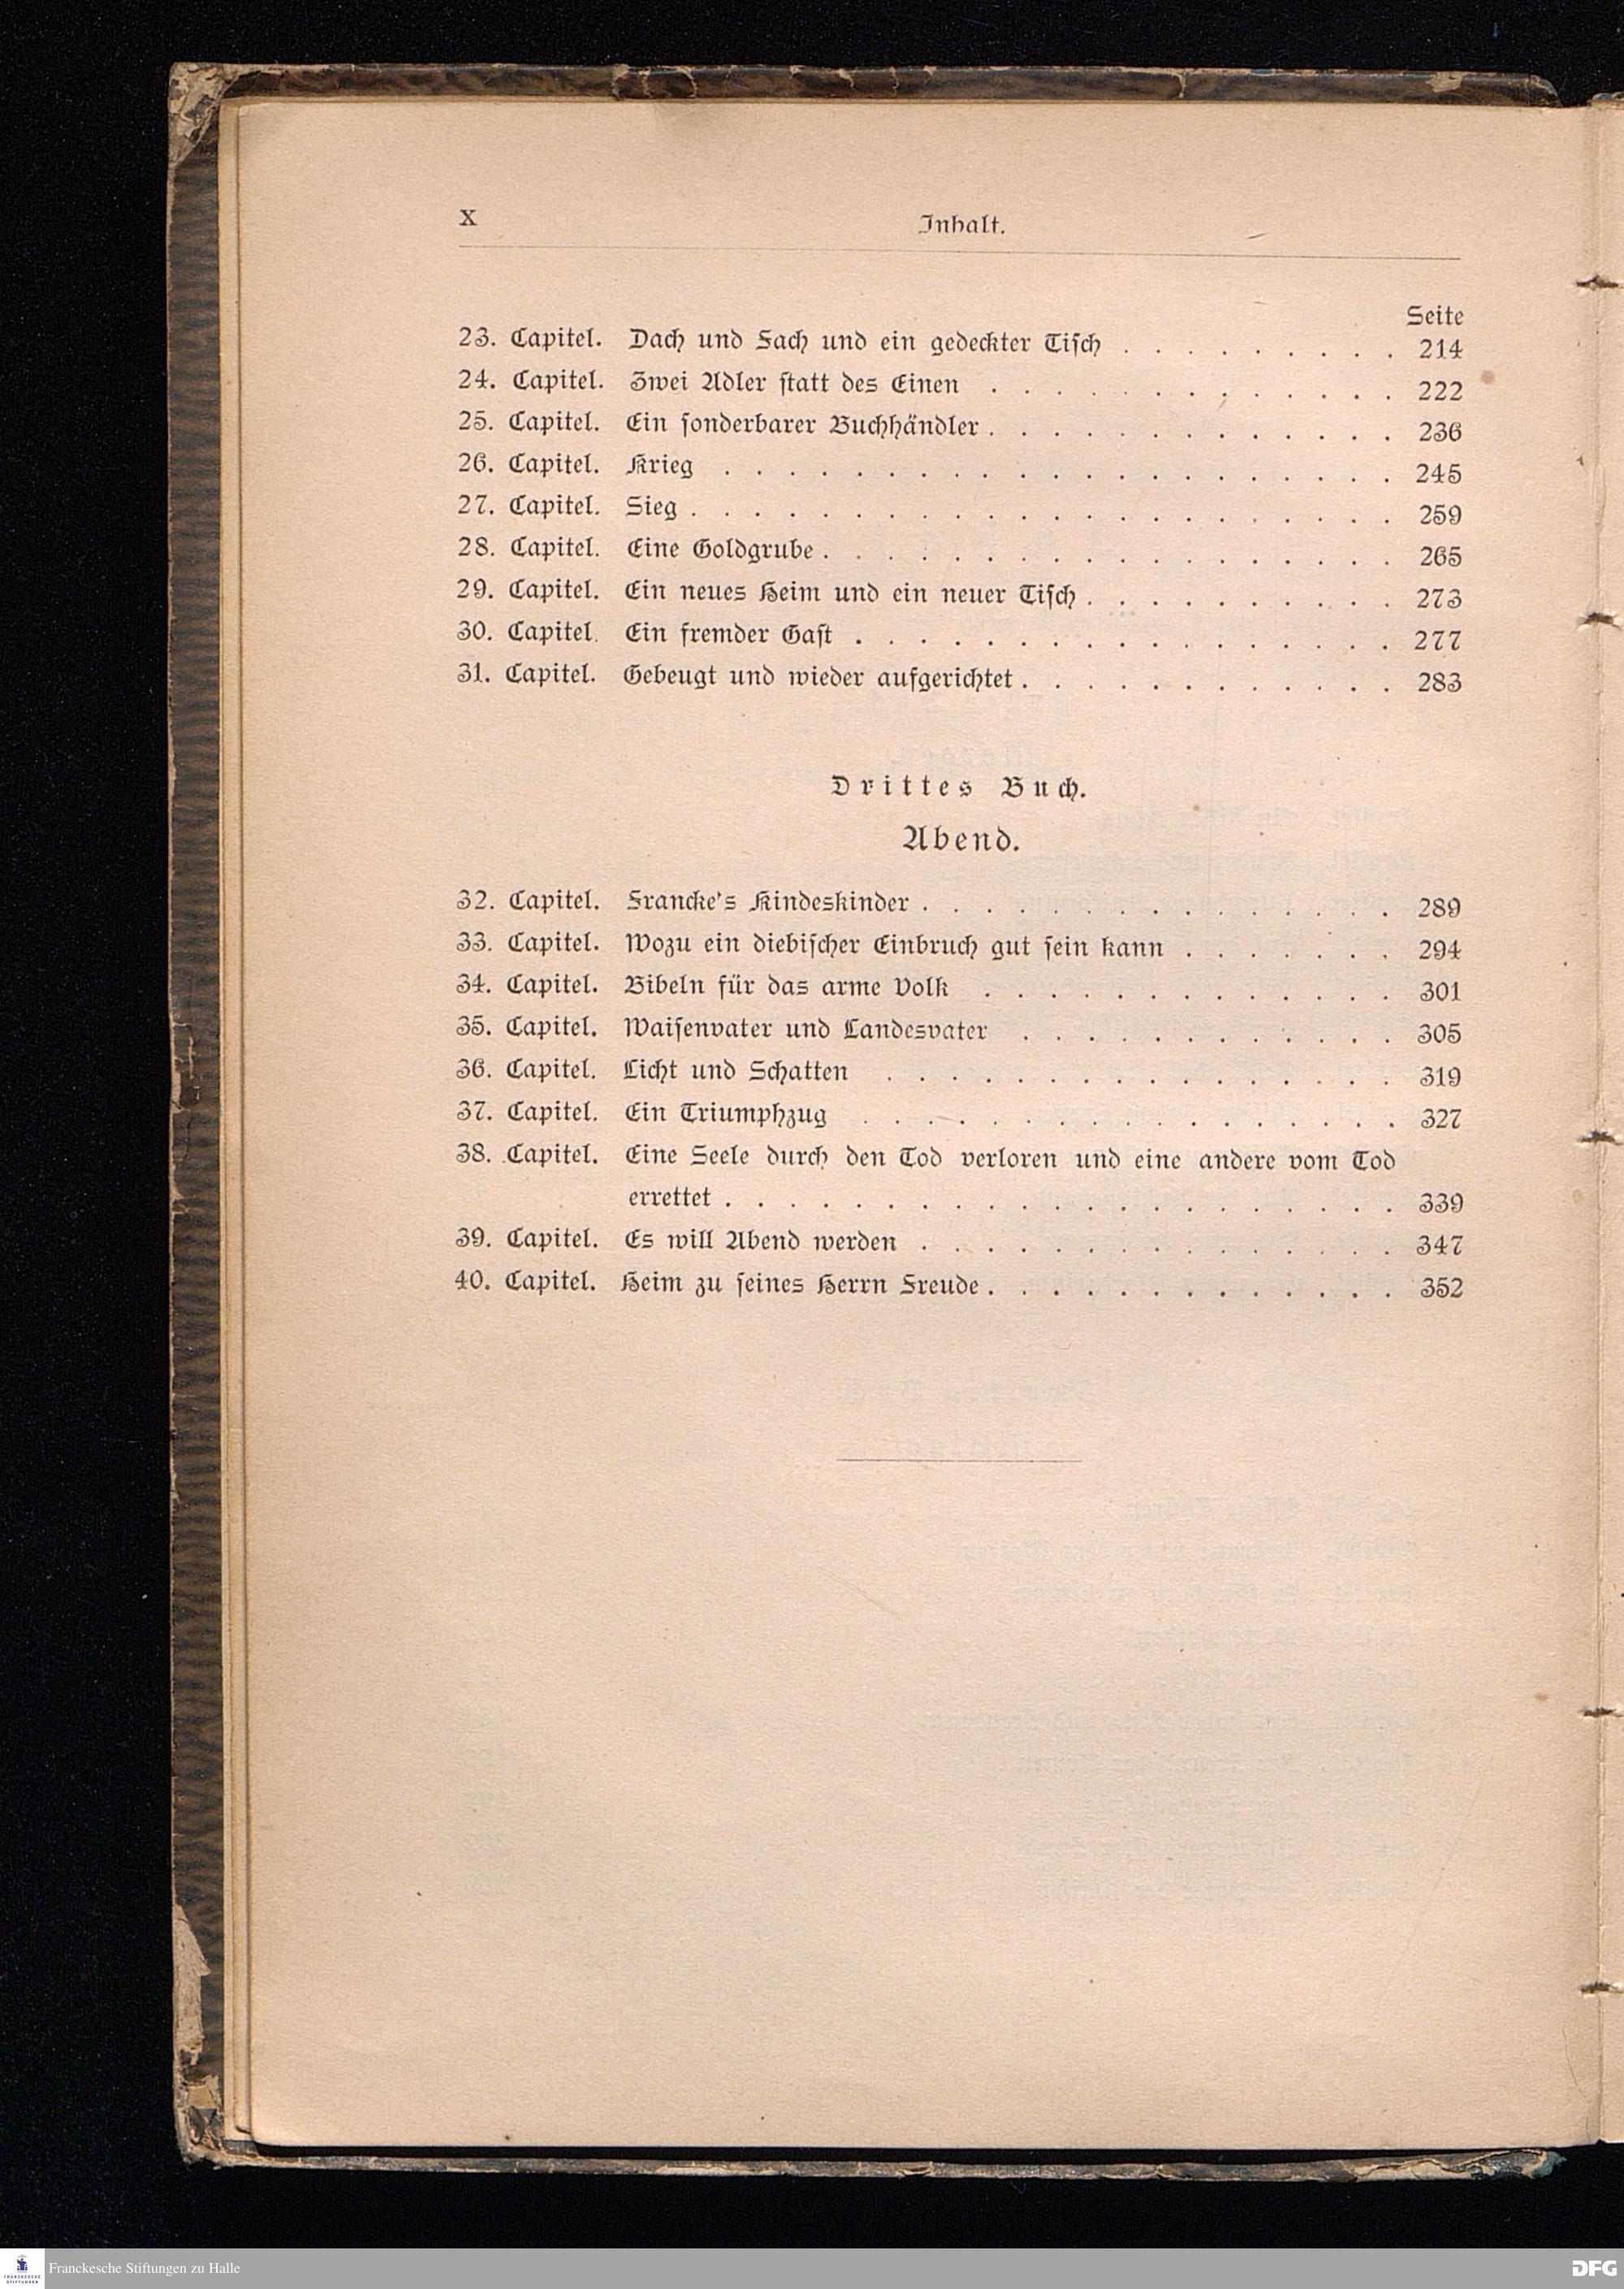 X
Inhalt.
Seite
23. Capitel. Dach und Fach und ein gedeckter Tiſch . . . . . . . . . 214
24. Capitel. Zwei Adler ſtatt des Einen . . . . . . . . . . . . . 222
25. Capitel. Ein ſonderbarer Buchhändler . . . . . . . . . . . . . 236
26. Capitel. Krieg . . . . . . . . . . . . . . . . . . . . . 245
27. Capitel. Sieg . . . . . . . . . . . . . . . . . . . . . . 259
28. Capitel. Eine Goldgrube . . . . . . . . . . . . . . . . . . 265
29. Capitel. Ein neues Heim und ein neuer Tiſch . . . . . . . . . . 273
30. Capitel. Ein fremder Gaſt . . . . . . . . . . . . . . . . . 277
31. Capitel. Gebeugt und wieder aufgerichtet . . . . . . . . . . . . 283
Drittes Buch.
Abend.
32. Capitel. Francke's Kindeskinder . . . . . . . . . . . . . . . 289
33. Capitel. Wozu ein diebiſcher Einbruch gut ſein kann . . . . . . . 294
34. Capitel. Bibeln für das arme Volk . . . . . . . . . . . . . 301
35. Capitel. Waiſenvater und Landesvater . . . . . . . . . . . . 305
36. Capitel. Licht und Schatten . . . . . . . . . . . . . . . . 319
37. Capitel. Ein Triumphzug . . . . . . . . . . . . . . . . . 327
38. Capitel. Eine Seele durch den Tod verloren und eine andere vom Tod
errettet . . . . . . . . . . . . . . . . . . . . . 339
39. Capitel. Es will Abend werden . . . . . . . . . . . . . . . 347
40. Capitel. Heim zu ſeines Herrn Freude . . . . . . . . . . . . . 352
FRANCKESCHE
STIFTUNGEN
Franckesche Stiftungen zu Halle
DFG